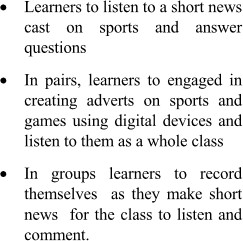 • Learners to listen to a short news
cast on sports and answer
questions
• In pairs, learners to engaged in
creating adverts on sports and
games using digital devices and
listen to them as a whole class
• In groups learners to record
themselves as they make short
news for the class to listen and
comment.